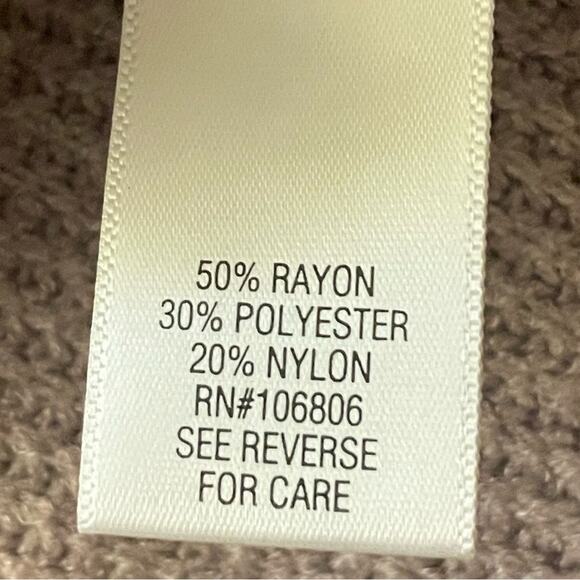 50% RAYON
30% POLYESTER
20% NYLON
RN#106806
SEE REVERSE
FOR CARE